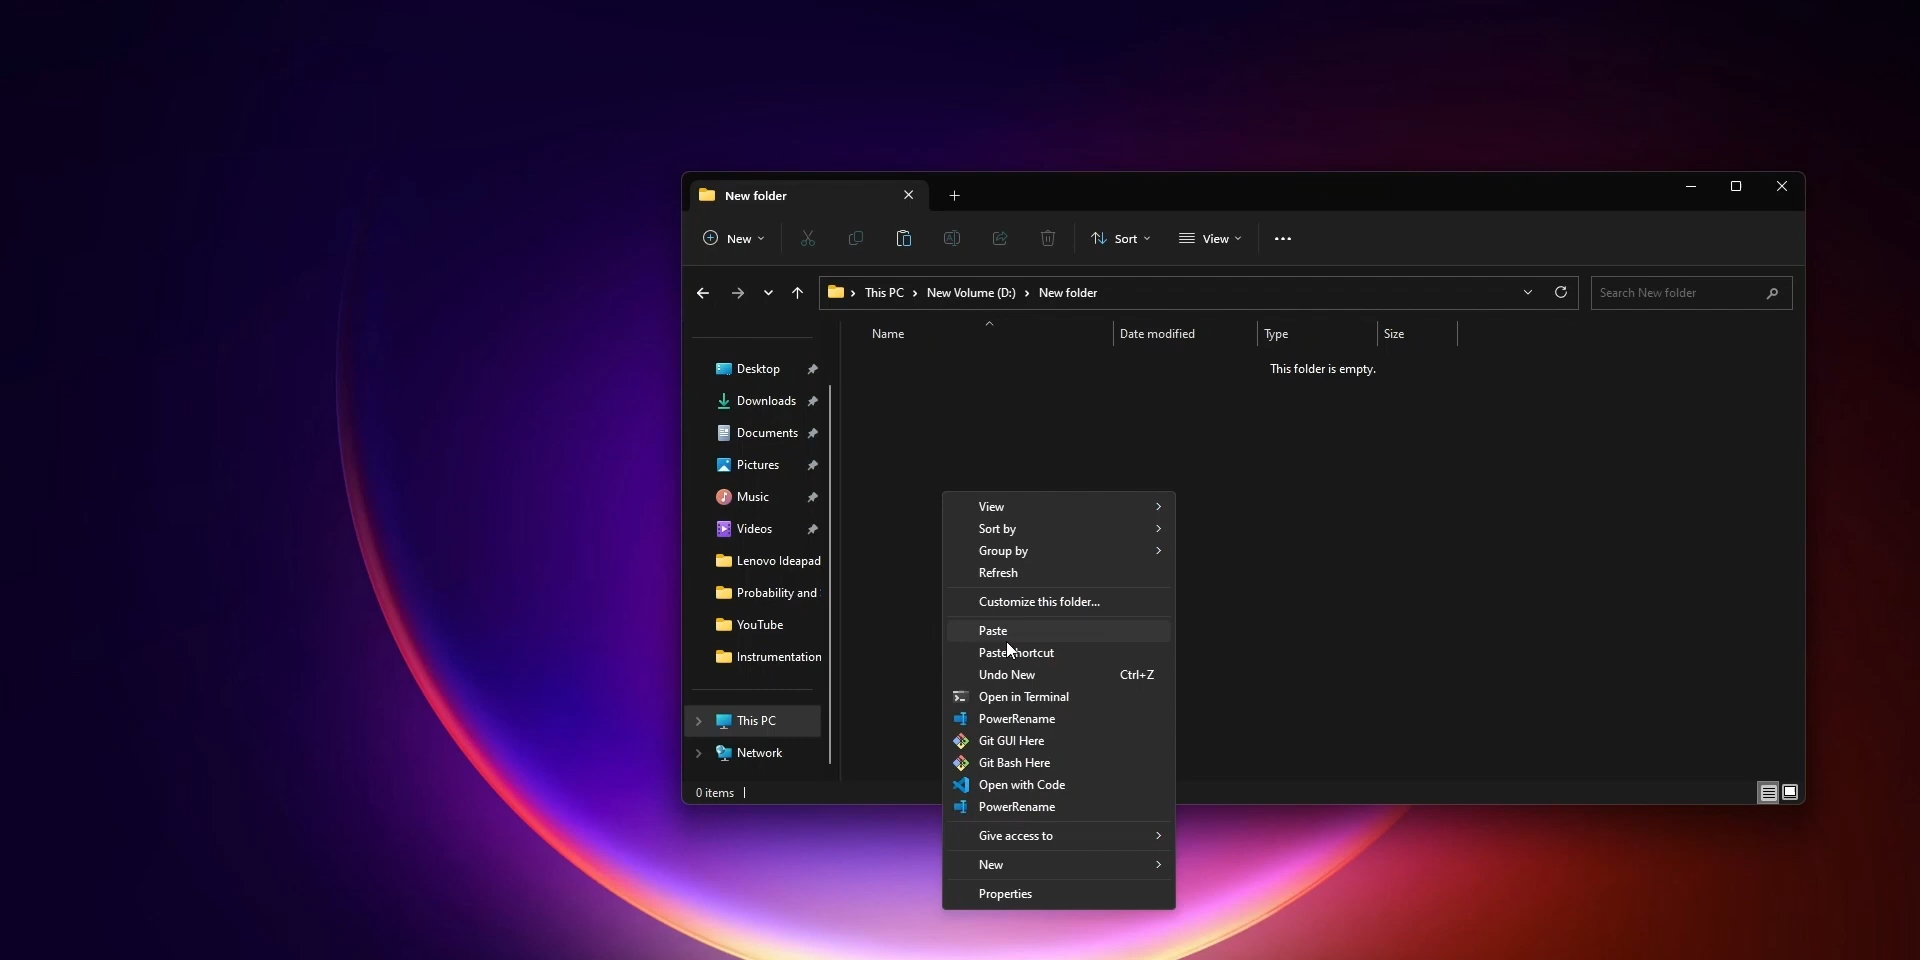 New folder
New
Sort
View
This PC > New Volume (D:) > New folder
Search New folder
Name
Date modified
Type
Size
This folder is empty.
Desktop
Downloads
Documents
Pictures
Music
Videos
Lenovo Ideapad
Probability and
YouTube
Instrumentation
This PC
Network
0 items
View
Sort by
Group by
Refresh
Customize this folder...
Paste
Paste hortcut
Undo New Ctrl+Z
Open in Terminal
PowerRename
Git GUI Here
Git Bash Here
Open with Code
PowerRename
Give access to
New
Properties